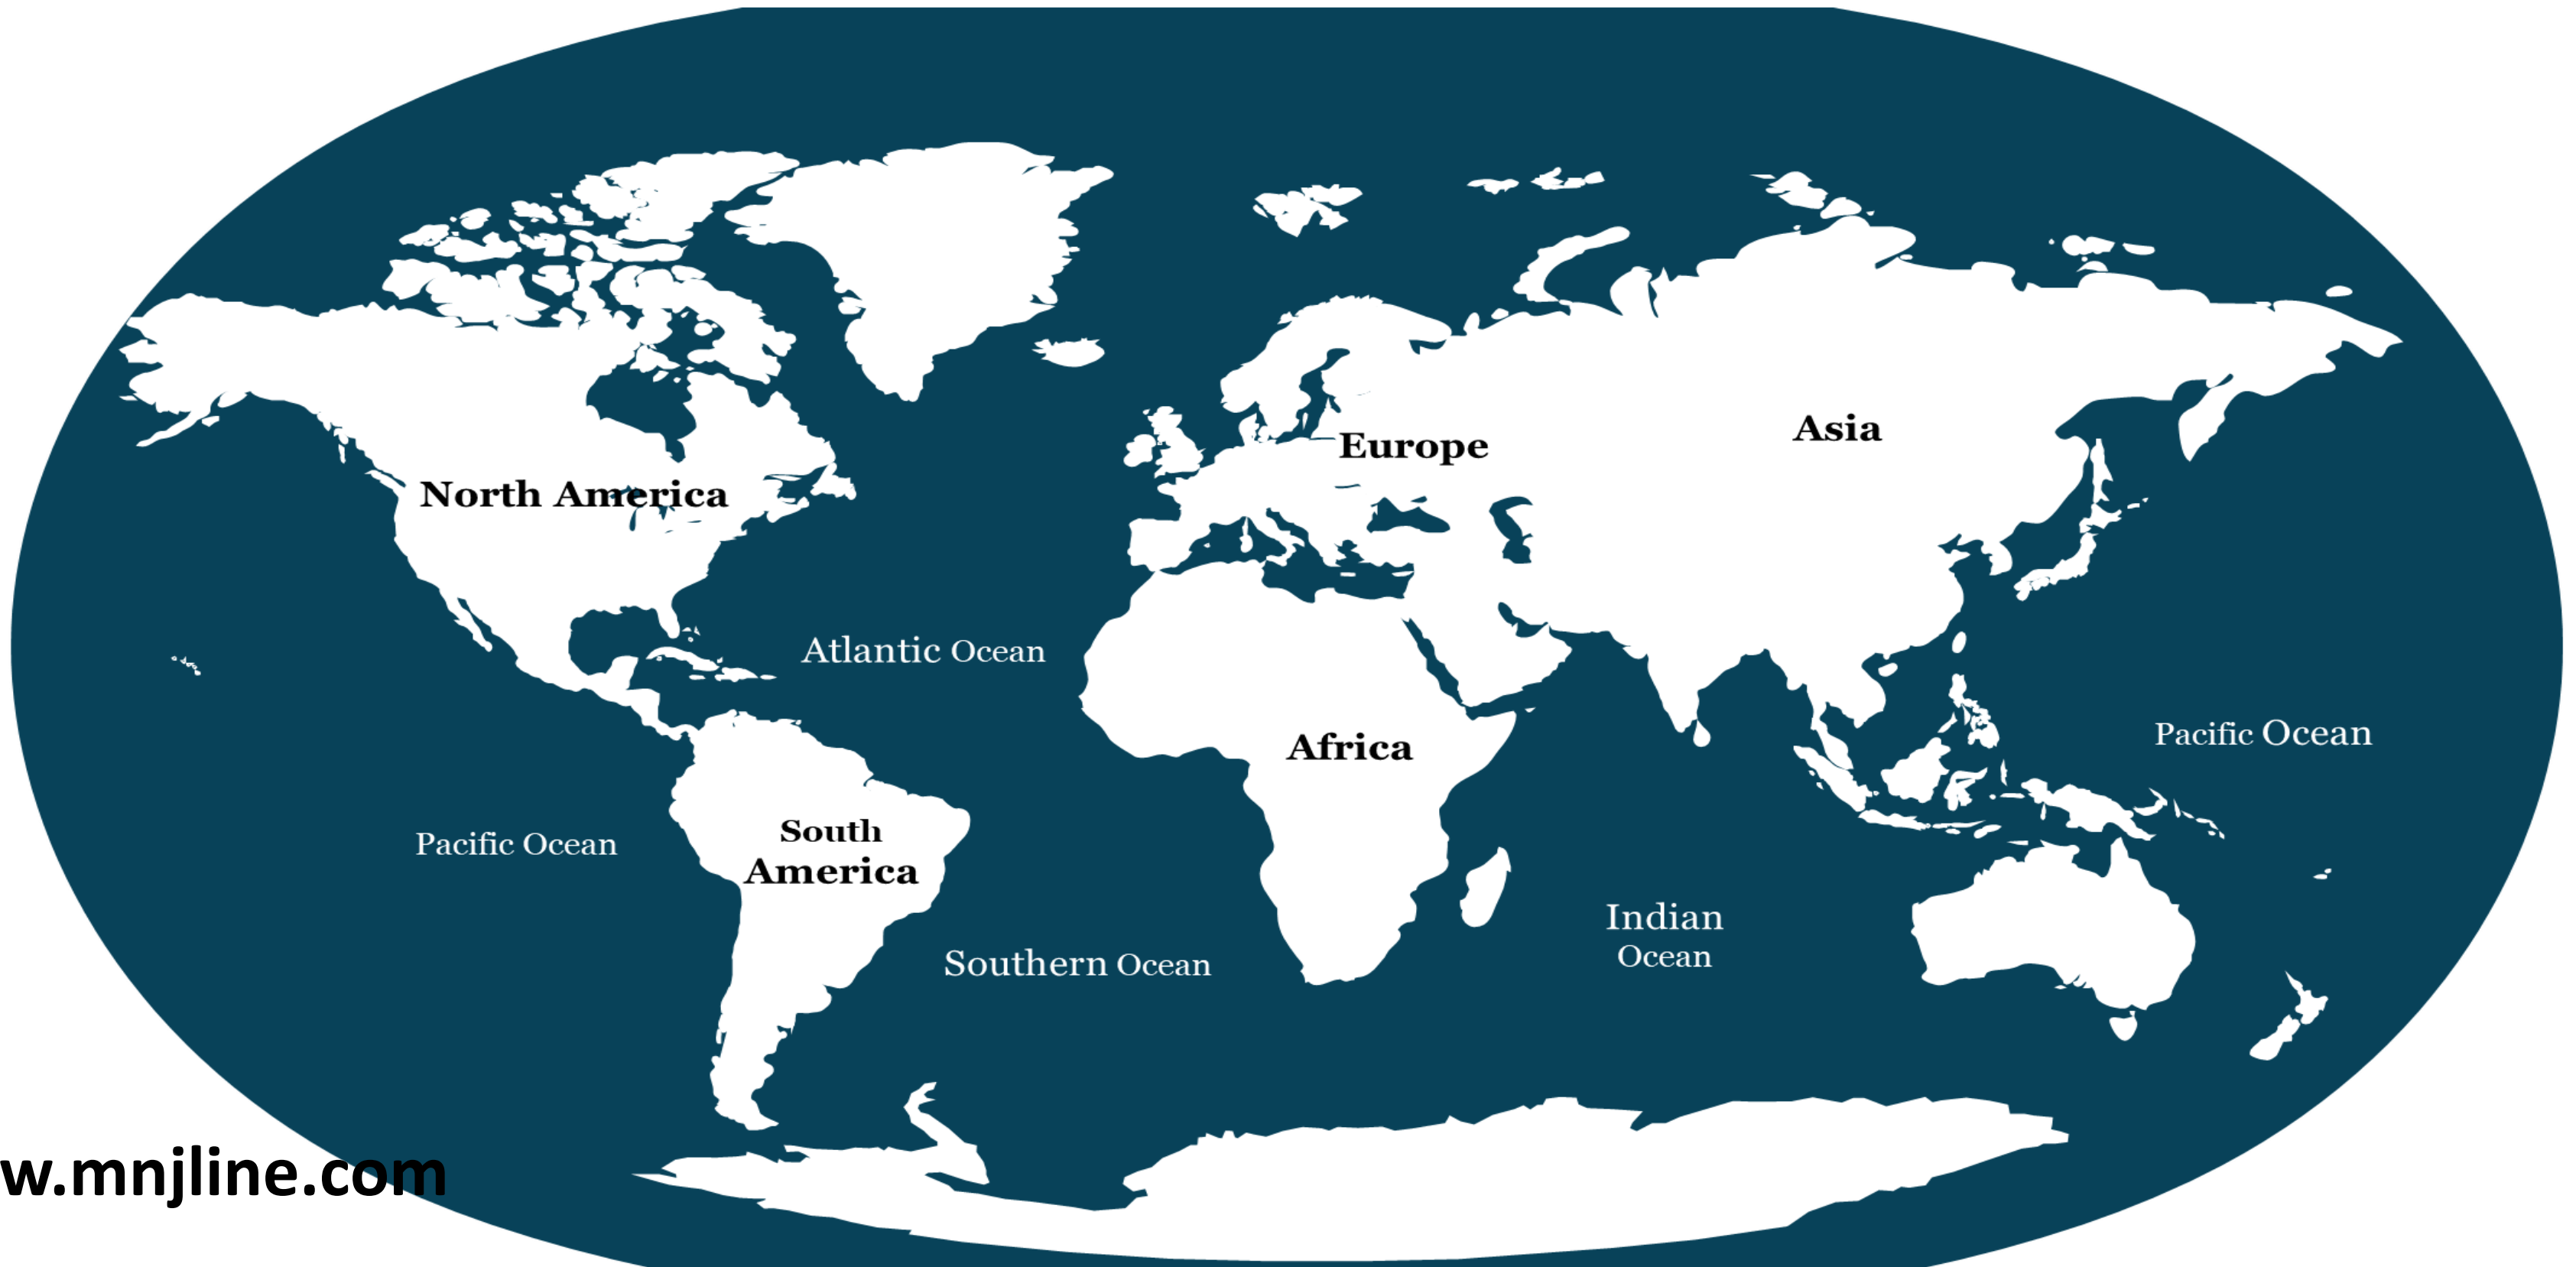 Europe
Asia
North America
Atlantic Ocean
Africa
Pacific Ocean
South
America
Pacific Ocean
Indian
Ocean
Southern Ocean
w.mnjline.com